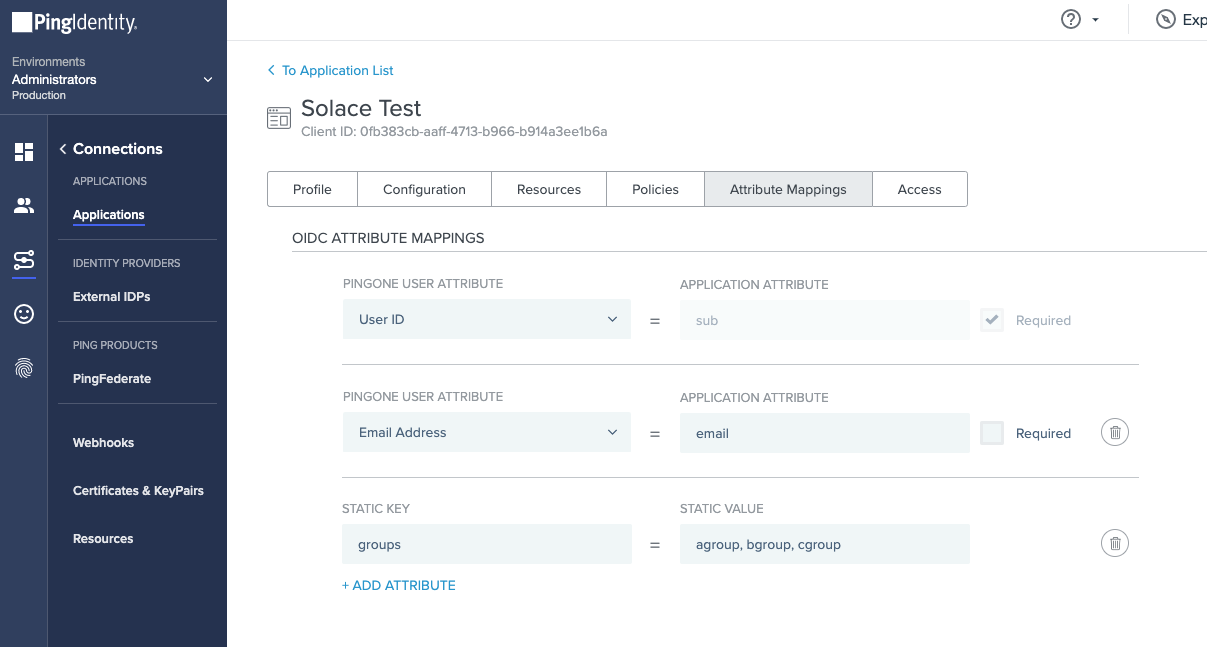 PingIdentity.
Exp
Environments
Administrators
Production
To Application List
Solace Test
Client ID: 0fb383cb-aaff-4713-b966-b914a3ee1b6a
Connections
APPLICATIONS
Applications
IDENTITY PROVIDERS
External IDPs
PING PRODUCTS
PingFederate
Webhooks
Certificates & KeyPairs
Resources
Profile Configuration Resources Policies Attribute Mappings Access
OIDC ATTRIBUTE MAPPINGS
PINGONE USER ATTRIBUTE APPLICATION ATTRIBUTE
User ID = sub Required
PINGONE USER ATTRIBUTE APPLICATION ATTRIBUTE
Email Address = email Required
STATIC KEY STATIC VALUE
groups = agroup, bgroup, cgroup
+ ADD ATTRIBUTE